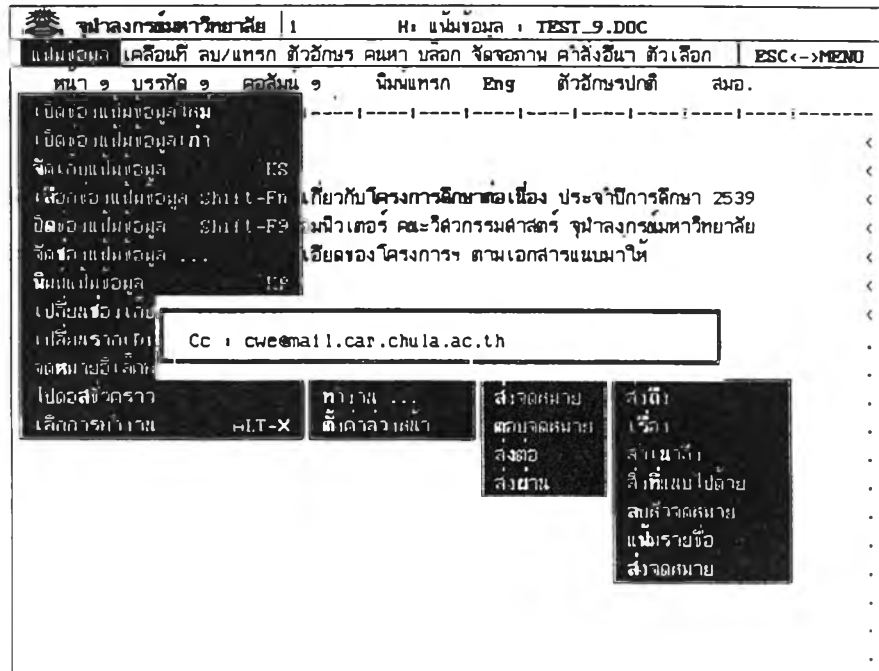 จุฬาลงกรณ์มหาวิทยาลัย 1 H: แฟ้มข้อมูล : TEST_9.DOC
แฟ้มข้อมูล เคลื่อนที่ ลบ/แทรก ตัวอักษร ค้นหา บล็อก จัดจอภาพ คำสั่งอื่นๆ ตัวเลือก ESC<->MENU
หน้า 9 บรรทัด 9 คอลัมน์ 9 พิมพ์แทรก Eng ตัวอักษรปกติ สมอ.
เปิดช่องแฟ้มข้อมูลใหม่
เปิดช่องแฟ้มข้อมูลเก่า
จัดเก็บแฟ้มข้อมูล ^KS
เลือกช่องแฟ้มข้อมูล Shift-Fn เกี่ยวกับโครงการศึกษาต่อเนื่อง ประจำปีการศึกษา 2539
ปิดช่องแฟ้มข้อมูล Shift-F9 อมพิวเตอร์ คณะวิศวกรรมศาสตร์ จุฬาลงกรณ์มหาวิทยาลัย
จัดช่องแฟ้มข้อมูล ... เอียดของโครงการฯ ตามเอกสารแนบมาให้
พิมพ์แฟ้มข้อมูล ^KP
เปลี่ยนช่องเก็บ
Cc : cwe@mail.car.chula.ac.th
ไปดอสชั่วคราว ทำงาน ... ส่งจดหมาย ส่งถึง
เลิกการทำงาน ALT-X ตั้งค่าล่วงหน้า ตอบจดหมาย เรื่อง
ส่งต่อ สำเนาถึง
ส่งผ่าน สิ่งที่แนบไปด้วย
ลบหัวจดหมาย
แฟ้มรายชื่อ
ส่งจดหมาย